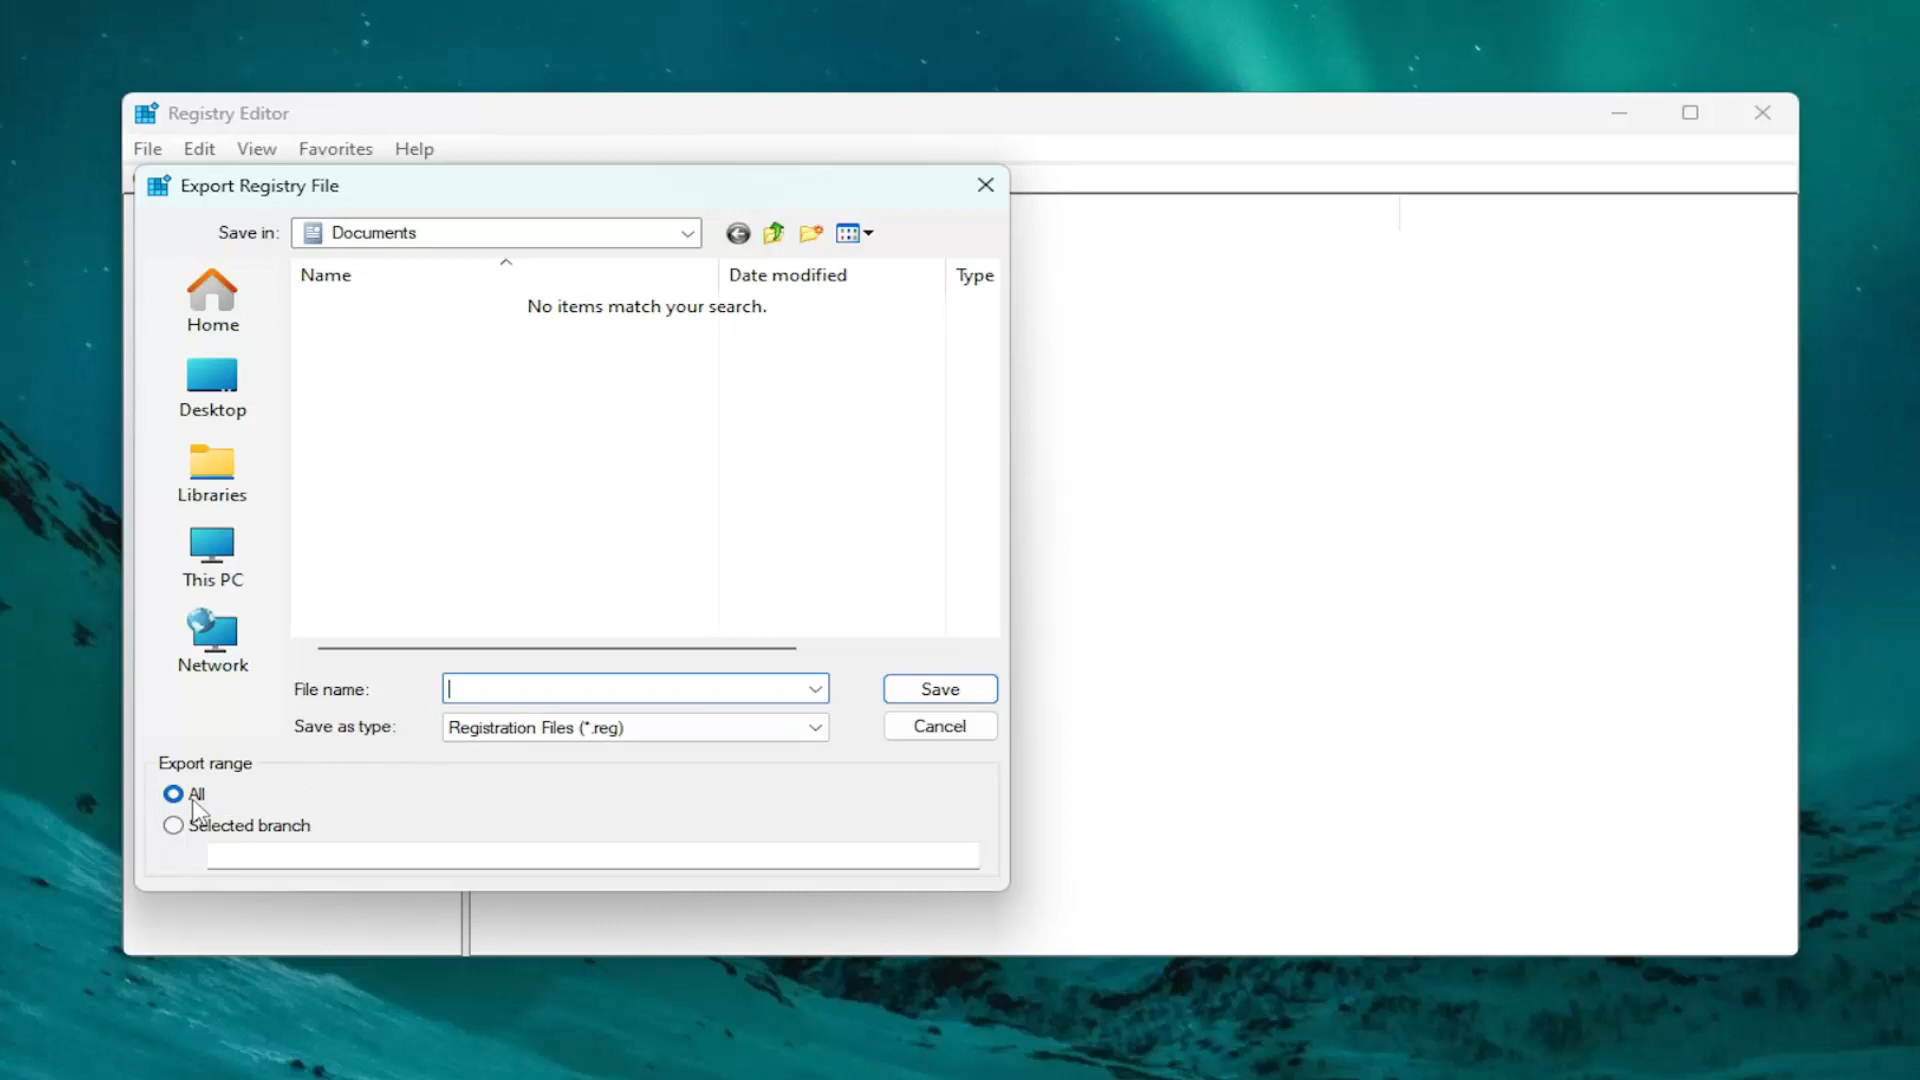 Registry Editor
File Edit View Favorites Help
Export Registry File
Save in: Documents
Name Date modified Type
No items match your search.
Home
Desktop
Libraries
This PC
Network
File name: Save
Save as type: Registration Files (*.reg) Cancel
Export range
All
Selected branch